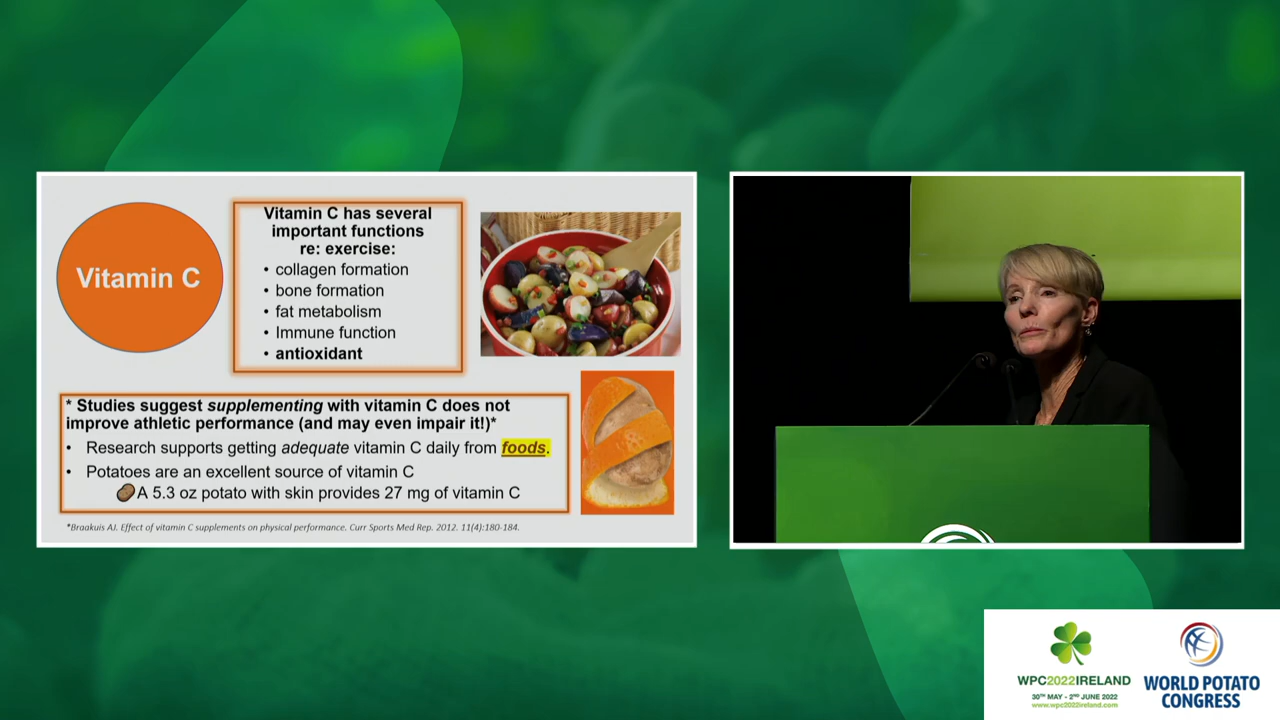 Vitamin C
Vitamin C has several
important functions
re: exercise:
• collagen formation
• bone formation
• fat metabolism
• Immune function
• antioxidant
* Studies suggest supplementing with vitamin C does not
improve athletic performance (and may even impair it!)*
• Research supports getting adequate vitamin C daily from foods.
• Potatoes are an excellent source of vitamin C
A 5.3 oz potato with skin provides 27 mg of vitamin C
*Braakuis AJ. Effect of vitamin C supplements on physical performance. Curr Sports Med Rep. 2012. 11(4):180-184.
WPC2022IRELAND
30TH MAY - 2ND JUNE 2022
www.wpc2022ireland.com
WORLD POTATO
CONGRESS